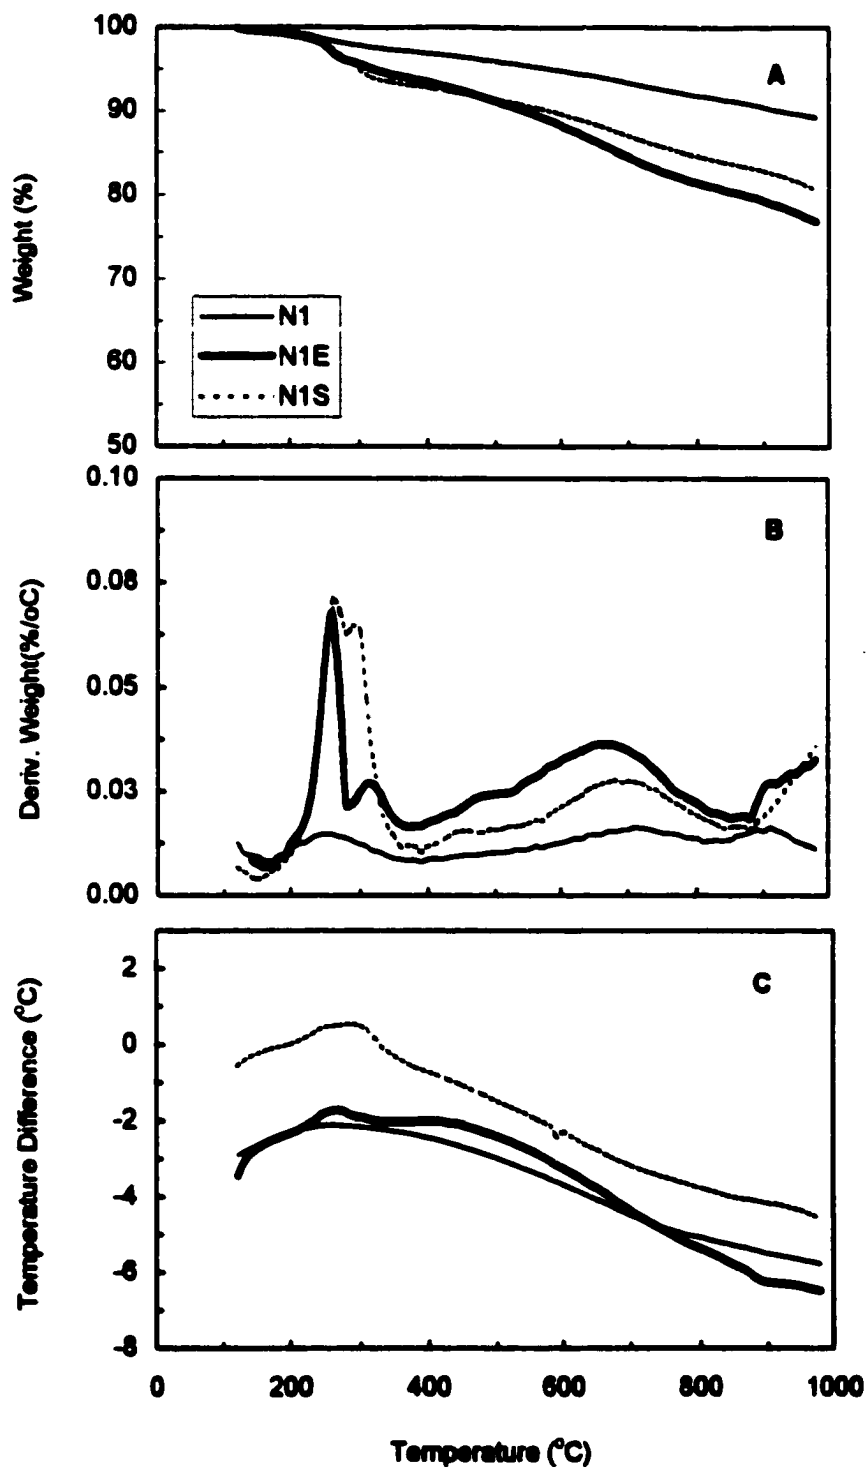 100
90
80
70
60
50
Weight (%)
A
N1
N1E
N1S
0.10
0.08
0.05
0.03
0.00
Deriv. Weight(%/oC)
B
2
0
-2
-4
-6
-8
Temperature Difference (°C)
C
0 200 400 600 800 1000
Temperature (°C)